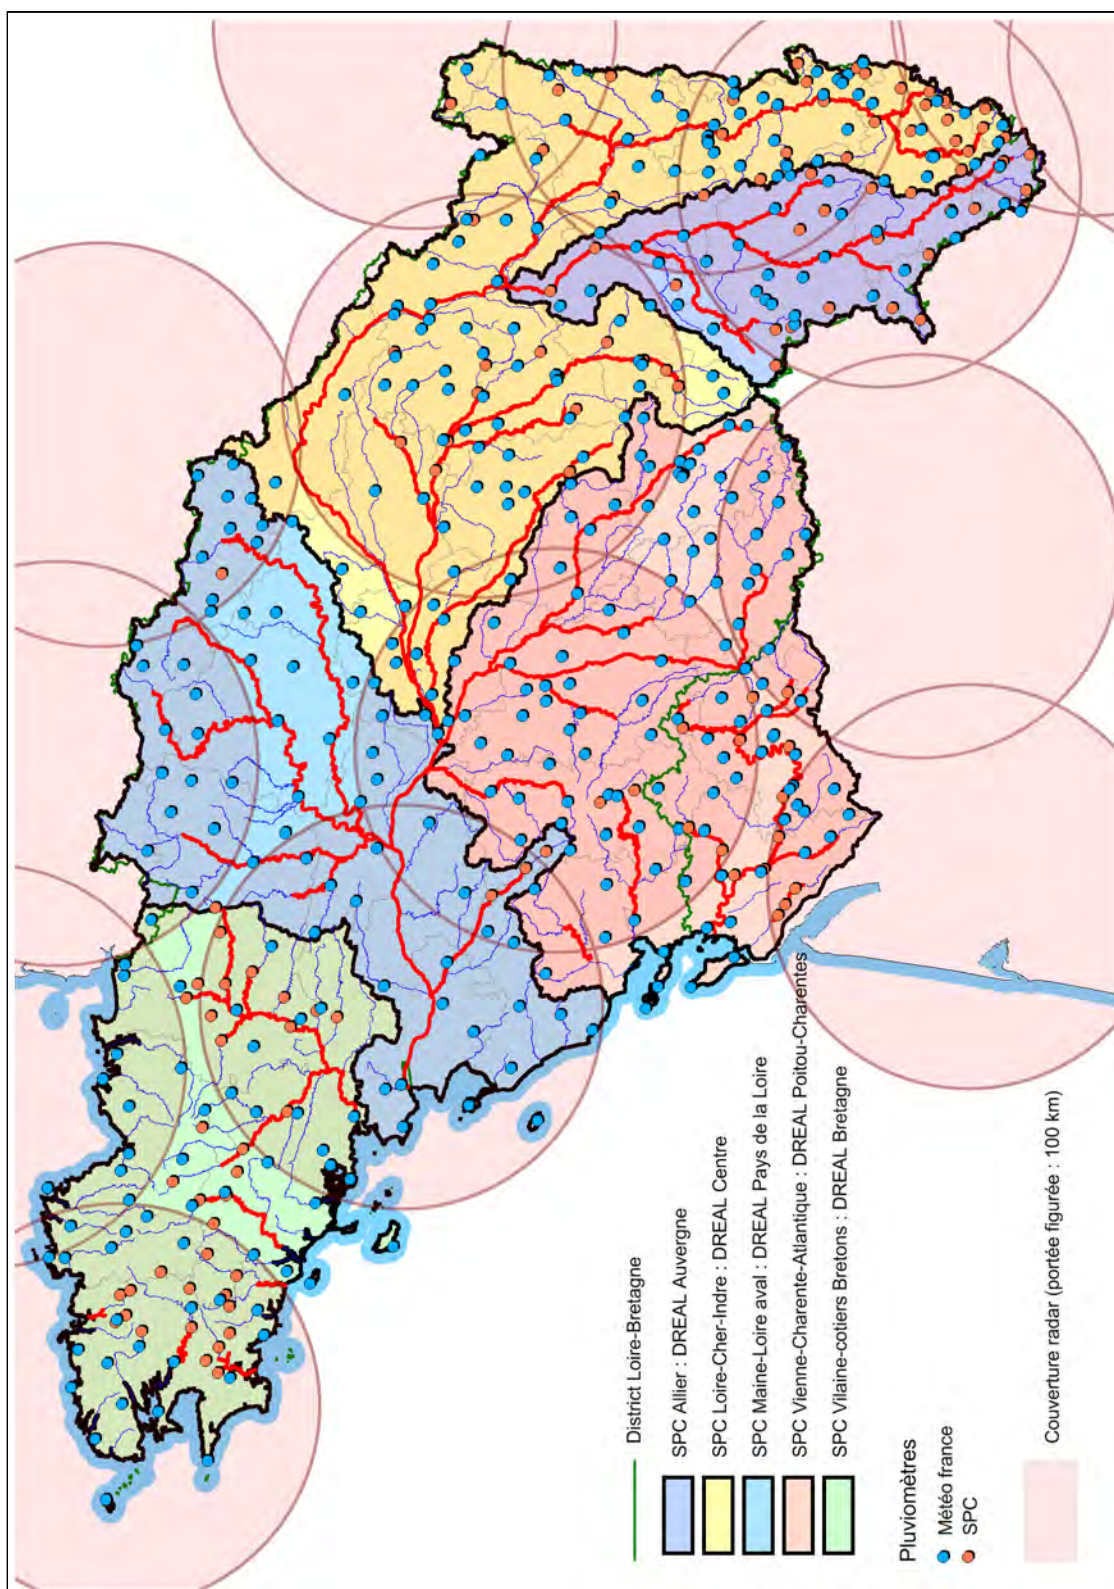 District Loire-Bretagne
SPC Allier : DREAL Auvergne
SPC Loire-Cher-Indre : DREAL Centre
SPC Maine-Loire aval : DREAL Pays de la Loire
SPC Vienne-Charente-Atlantique : DREAL Poitou-Charentes
SPC Vilaine-cotiers Bretons : DREAL Bretagne
Pluviomètres
Météo france
SPC
Couverture radar (portée figurée : 100 km)